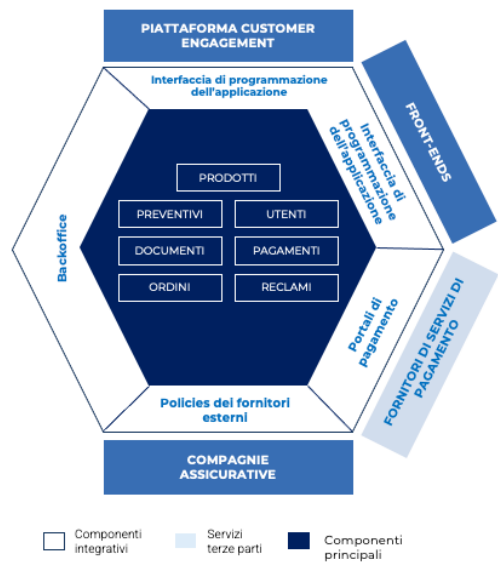 PIATTAFORMA CUSTOMER
ENGAGEMENT
Interfaccia di programmazione
dell'applicazione
FRONT-ENDS
Interfaccia di
programmazione
dell'applicazione
PRODOTTI
PREVENTIVI
UTENTI
DOCUMENTI
PAGAMENTI
ORDINI
RECLAMI
Backoffice
Portali di
pagamento
FORNITORI DI SERVIZI DI
PAGAMENTO
Policies dei fornitori
esterni
COMPAGNIE
ASSICURATIVE
Componenti
integrativi
Servizi
terze parti
Componenti
principali